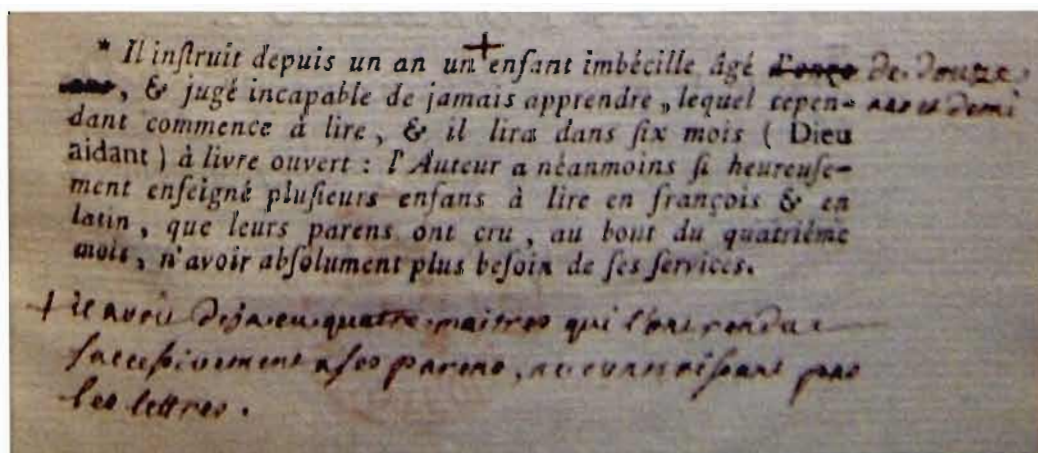 * Il inſtruit depuis un an un + enfant imbécille âgé d'onze de douze
ans, & jugé incapable de jamais apprendre, lequel cepen- ans et demi
dant commence à lire, & il lira dans ſix mois ( Dieu
aidant ) à livre ouvert : l'Auteur a néanmoins ſi heureuſe-
ment enſeigné pluſieurs enfans à lire en françois & en
latin, que leurs parens ont cru, au bout du quatriéme
mois, n'avoir abſolument plus beſoin de ſes ſervices.
+ il avoit deja eu quatre maitres qui l'ont rendu
ſucceſſivement a ſes parens, ne connaiſſant pas
les lettres.